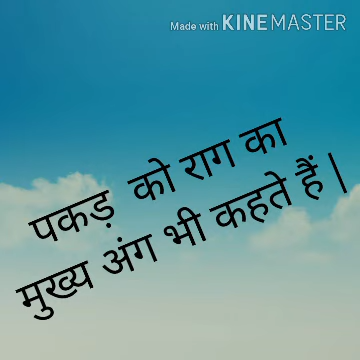 Made with KINEMASTER
पकड़ को राग का
मुख्य अंग भी कहते हैं |